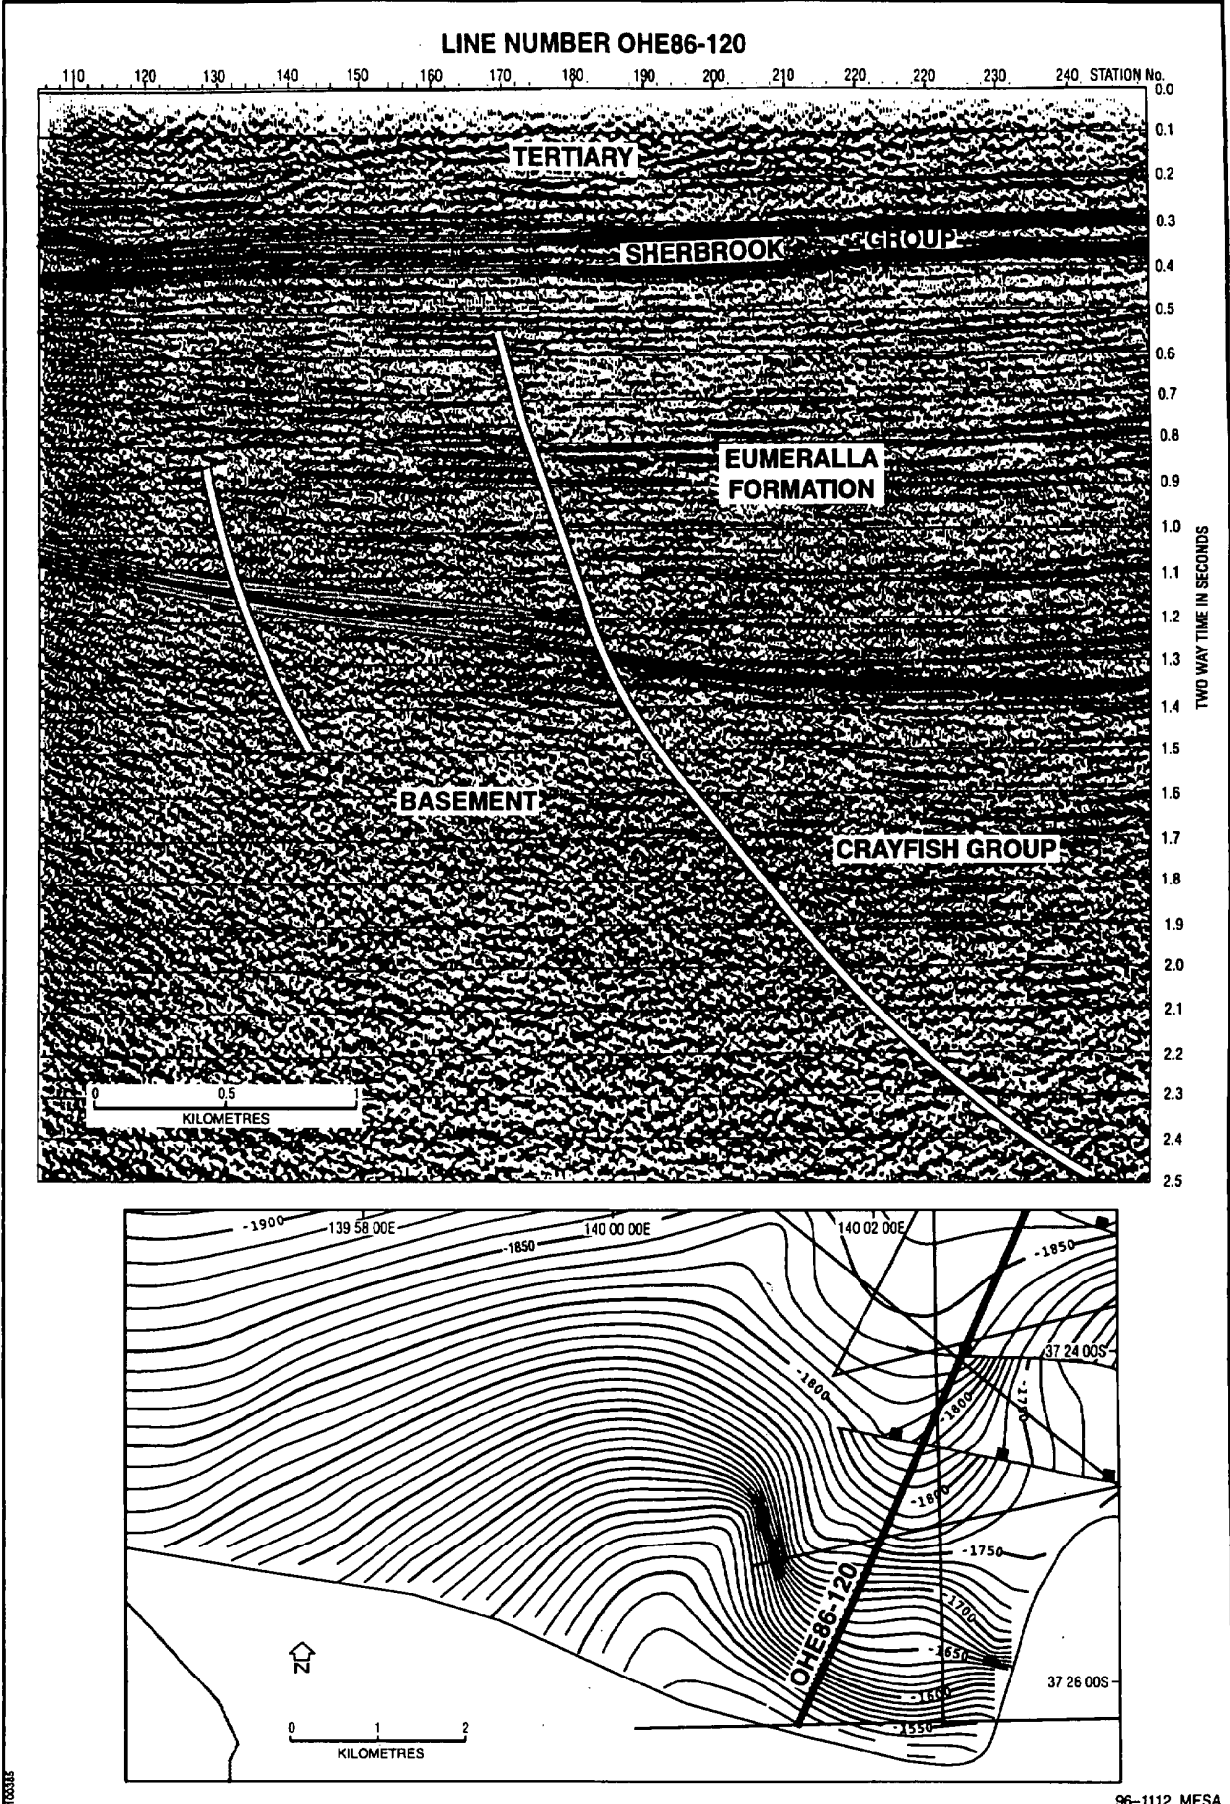 LINE NUMBER OHE86-120
110 120 130 140 150 160 170 180 190 200 210 220 220 230 240 STATION No.
0.0
0.1
TERTIARY
0.2
0.3
SHERBROOK GROUP
0.4
0.5
0.6
0.7
0.8
EUMERALLA
FORMATION
0.9
1.0
1.1
1.2
1.3
1.4
1.5
BASEMENT
1.6
1.7
CRAYFISH GROUP
1.8
1.9
2.0
2.1
2.2
2.3
2.4
2.5
TWO WAY TIME IN SECONDS
0 0.5 1
KILOMETRES
-1900
139 58 00E
140 00 00E
140 02 00E
-1850
-1850
37 24 00S
-1800
-1800
-1800
-1750
-1700
-1650
-1600
-1550
OHE86-120
37 26 00S
N
0 1 2
KILOMETRES
96-1112 MESA